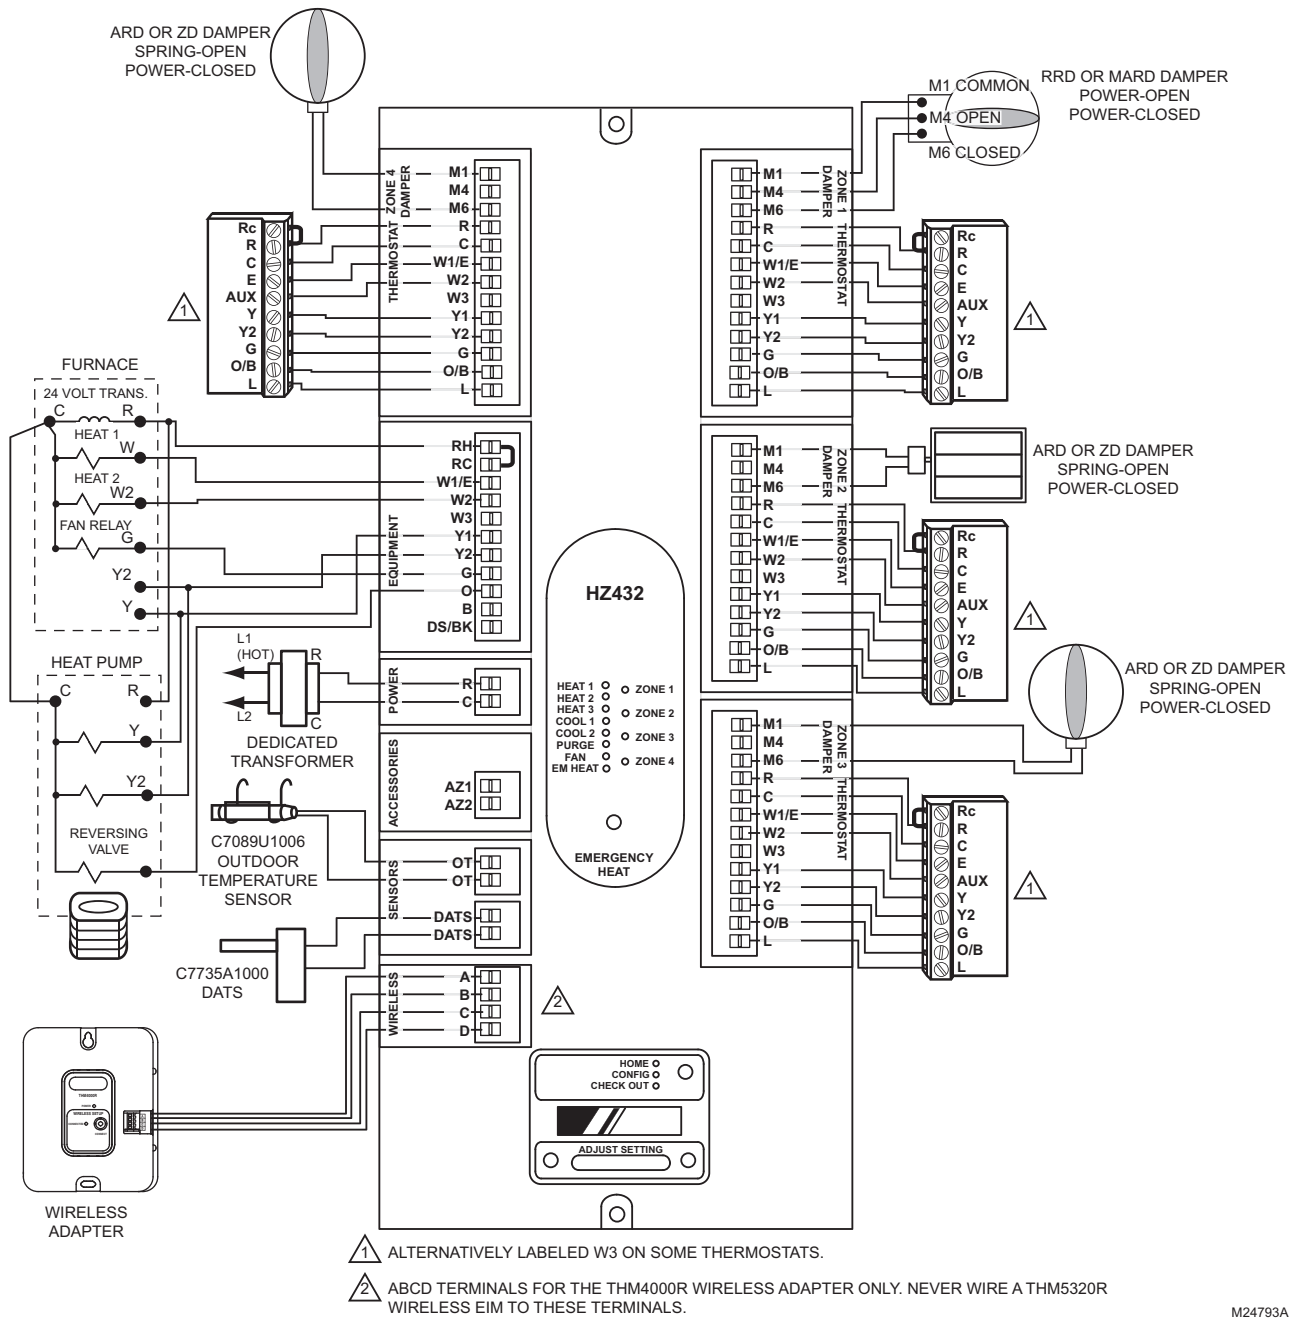 ARD OR ZD DAMPER
SPRING-OPEN
POWER-CLOSED
M1 COMMON
M4 OPEN
M6 CLOSED
RRD OR MARD DAMPER
POWER-OPEN
POWER-CLOSED
ZONE 4
DAMPER
THERMOSTAT
M1
M4
M6
R
C
W1/E
W2
W3
Y1
Y2
G
O/B
L
Rc
R
C
E
AUX
Y
Y2
G
O/B
L
1
ZONE 1
DAMPER
THERMOSTAT
M1
M4
M6
R
C
W1/E
W2
W3
Y1
Y2
G
O/B
L
Rc
R
C
E
AUX
Y
Y2
G
O/B
L
1
FURNACE
24 VOLT TRANS.
C
R
HEAT 1
W
HEAT 2
W2
FAN RELAY
G
Y2
Y
EQUIPMENT
RH
RC
W1/E
W2
W3
Y1
Y2
G
O
B
DS/BK
ZONE 2
DAMPER
THERMOSTAT
M1
M4
M6
R
C
W1/E
W2
W3
Y1
Y2
G
O/B
L
ARD OR ZD DAMPER
SPRING-OPEN
POWER-CLOSED
Rc
R
C
E
AUX
Y
Y2
G
O/B
L
1
HEAT PUMP
C
R
Y
Y2
REVERSING
VALVE
L1
(HOT)
R
L2
C
DEDICATED
TRANSFORMER
POWER
R
C
ACCESSORIES
AZ1
AZ2
HZ432
HEAT 1
HEAT 2
HEAT 3
COOL 1
COOL 2
PURGE
FAN
EM HEAT
ZONE 1
ZONE 2
ZONE 3
ZONE 4
EMERGENCY
HEAT
ARD OR ZD DAMPER
SPRING-OPEN
POWER-CLOSED
ZONE 3
DAMPER
THERMOSTAT
M1
M4
M6
R
C
W1/E
W2
W3
Y1
Y2
G
O/B
L
Rc
R
C
E
AUX
Y
Y2
G
O/B
L
1
C7089U1006
OUTDOOR
TEMPERATURE
SENSOR
SENSORS
OT
OT
DATS
DATS
C7735A1000
DATS
WIRELESS
A
B
C
D
2
THM4000R
POWER
WIRELESS SETUP
CONNECT
WIRELESS
ADAPTER
HOME
CONFIG
CHECK OUT
ADJUST SETTING
1 ALTERNATIVELY LABELED W3 ON SOME THERMOSTATS.
2 ABCD TERMINALS FOR THE THM4000R WIRELESS ADAPTER ONLY. NEVER WIRE A THM5320R
WIRELESS EIM TO THESE TERMINALS.
M24793A